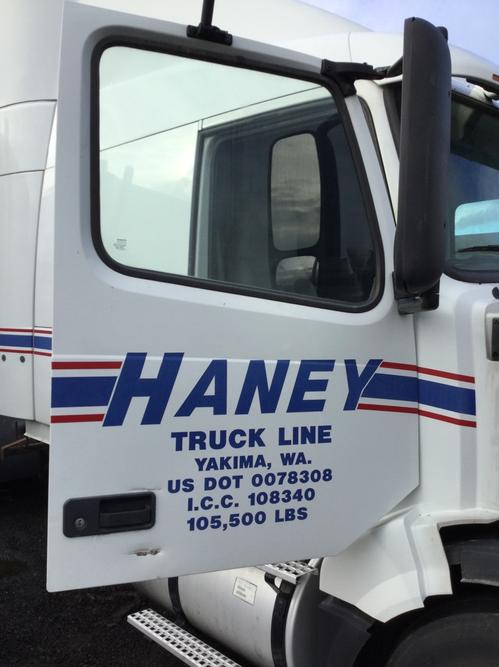 HANEY
TRUCK LINE
YAKIMA, WA.
US DOT 0078308
I.C.C. 108340
105,500 LBS